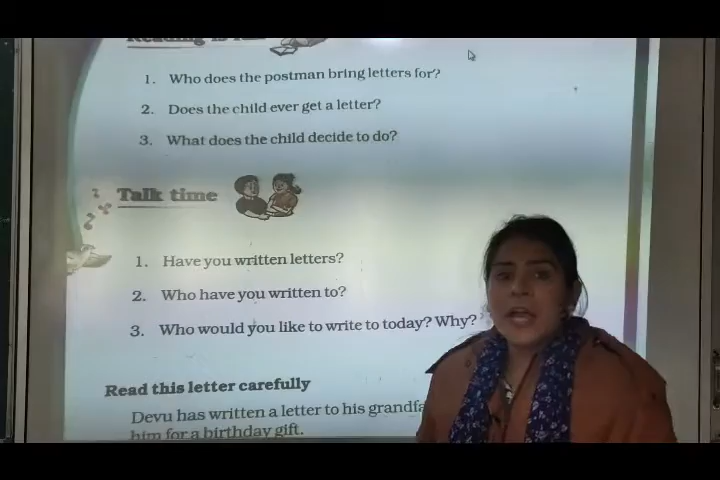 Reading is
1. Who does the postman bring letters for?
2. Does the child ever get a letter?
3. What does the child decide to do?
Talk time
1. Have you written letters?
2. Who have you written to?
3. Who would you like to write to today? Why?
Read this letter carefully
Devu has written a letter to his grandfa
him for a birthday gift.